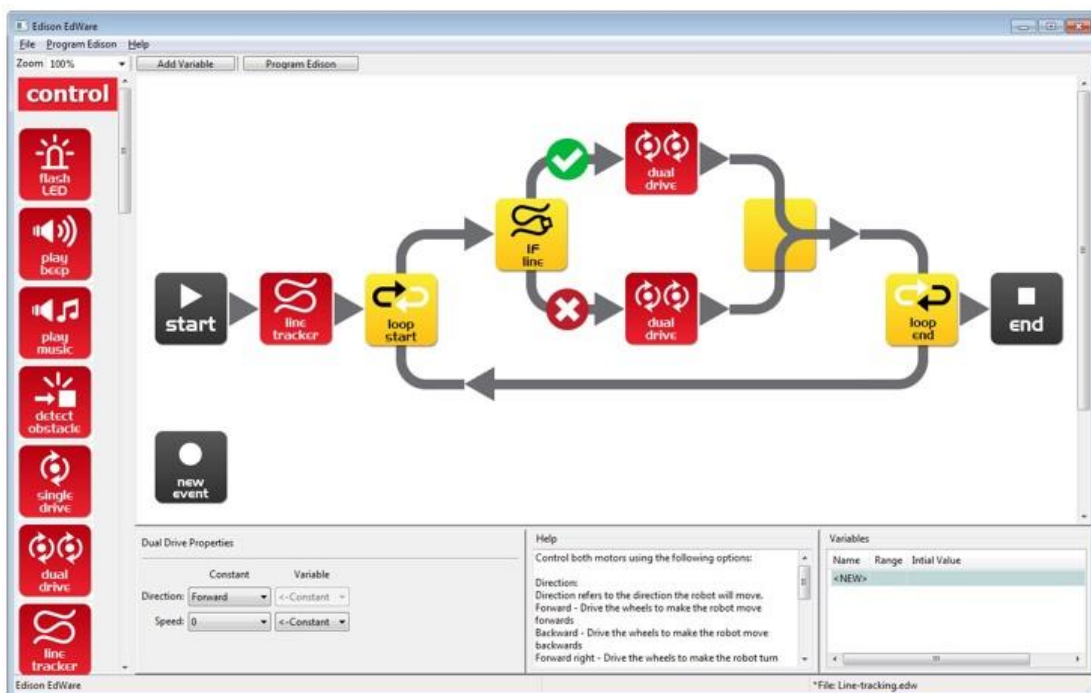 Edison EdWare
File Program Edison Help
Zoom 100% Add Variable Program Edison
control
flash
LED
play
beep
play
music
detect
obstacle
single
drive
dual
drive
line
tracker
start
line
tracker
loop
start
IF
line
dual
drive
dual
drive
loop
end
end
new
event
Dual Drive Properties
Constant Variable
Direction: Forward <-Constant
Speed: 0 <-Constant
Help
Control both motors using the following options:
Direction:
Direction refers to the direction the robot will move.
Forward - Drive the wheels to make the robot move
forwards
Backward - Drive the wheels to make the robot move
backwards
Forward right - Drive the wheels to make the robot turn
Variables
Name Range Intial Value
<NEW>
Edison EdWare
*File: Line-tracking.edw